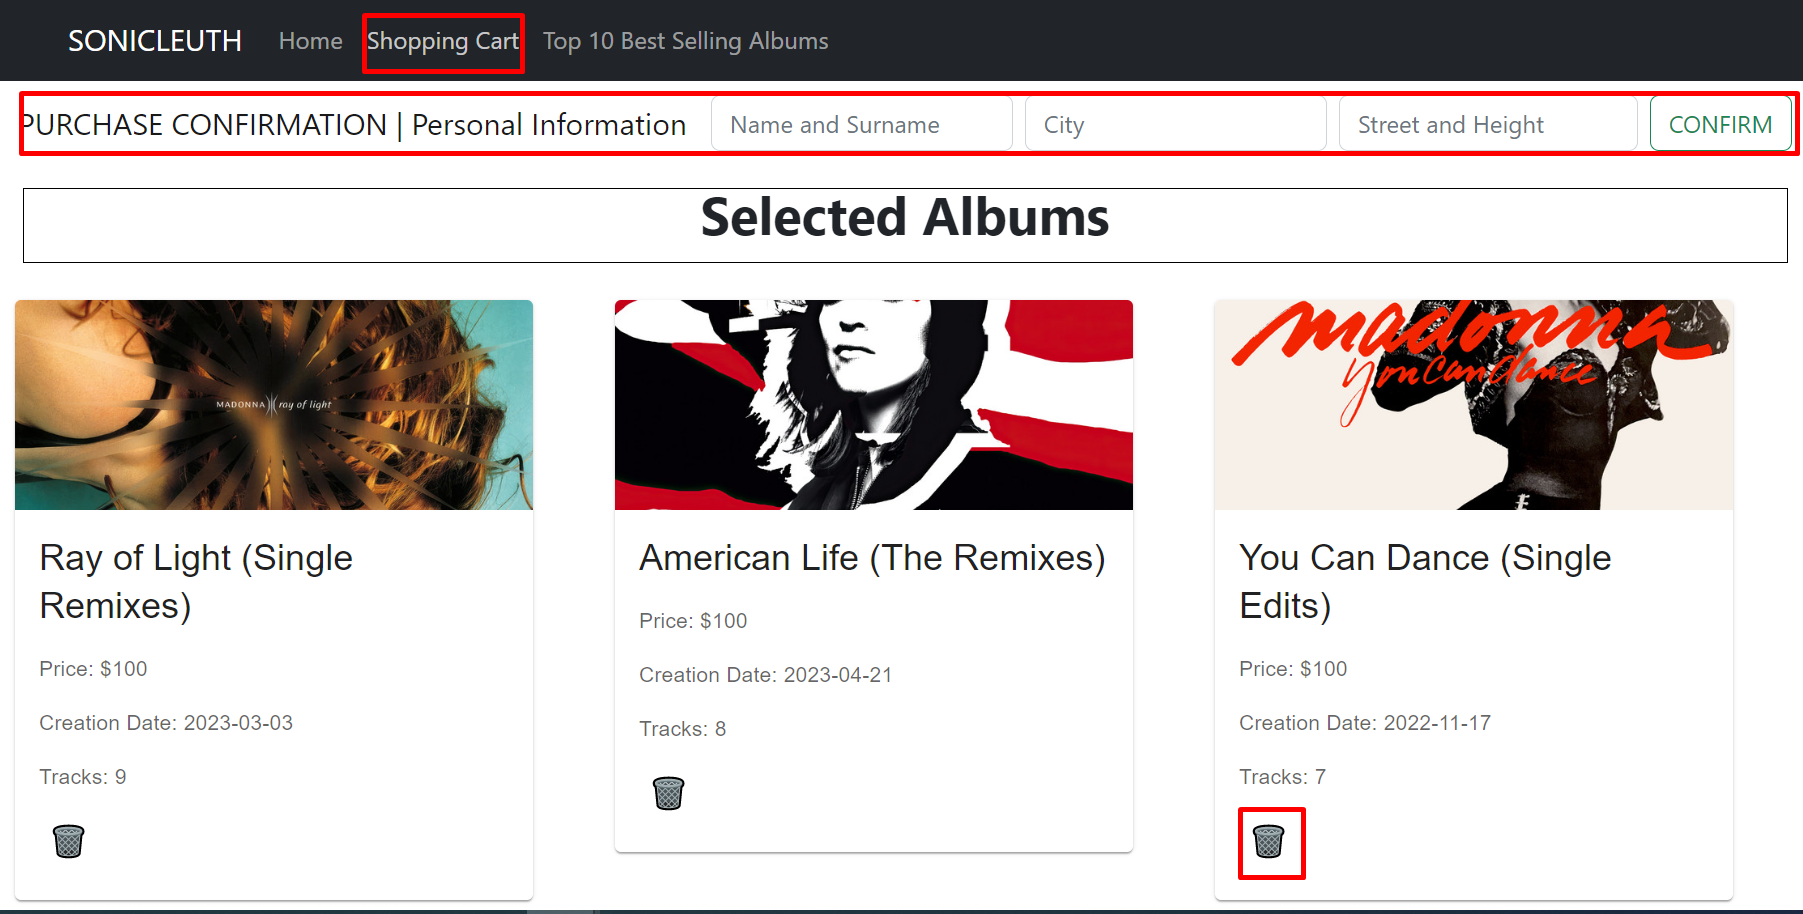 SONICLEUTH Home Shopping Cart Top 10 Best Selling Albums
PURCHASE CONFIRMATION | Personal Information Name and Surname City Street and Height CONFIRM
Selected Albums
MADONNA ray of light
madonna
you can dance
Ray of Light (Single
Remixes)
Price: $100
Creation Date: 2023-03-03
Tracks: 9
American Life (The Remixes)
Price: $100
Creation Date: 2023-04-21
Tracks: 8
You Can Dance (Single
Edits)
Price: $100
Creation Date: 2022-11-17
Tracks: 7